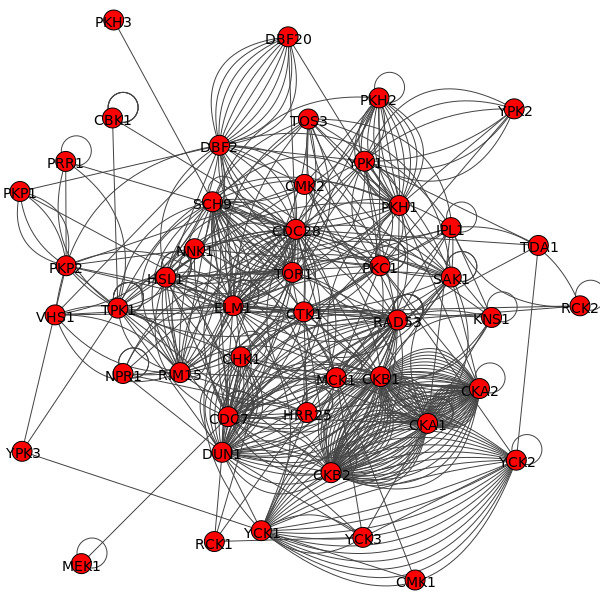 PKH3
DBF20
PKH2
YPK2
CBK1
TOS3
DBF2
PRR1
YPK1
CMK2
PKP1
SCH9
PKH1
CDC28
IPL1
TDA1
NNK1
PKP2
HSL1
TOR1
PKC1
SAK1
VHS1
TPK1
ELM1
CTK1
RAD53
KNS1
RCK2
CHK1
NPR1
RIM15
MCK1
CKB1
CKA2
CDC7
HRR25
CKA1
YPK3
DUN1
CKB2
YCK2
RCK1
YCK1
YCK3
MEK1
CMK1